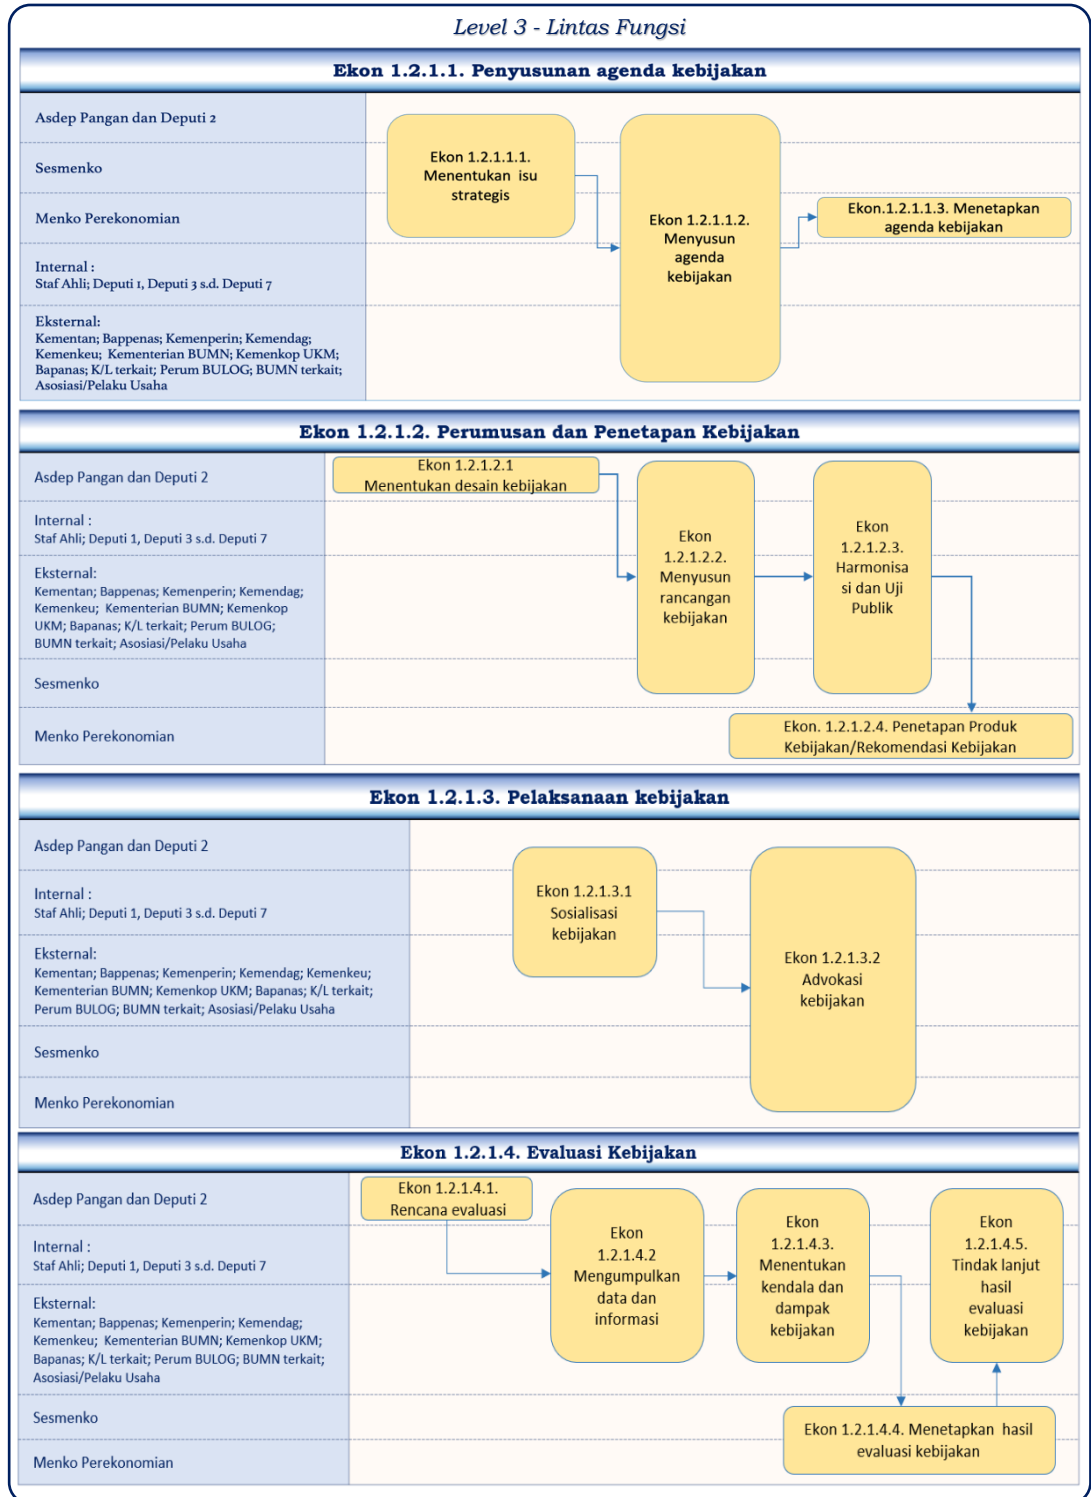 Level 3 - Lintas Fungsi
Ekon 1.2.1.1. Penyusunan agenda kebijakan
Asdep Pangan dan Deputi 2
Sesmenko
Menko Perekonomian
Internal :
Staf Ahli; Deputi 1, Deputi 3 s.d. Deputi 7
Eksternal:
Kementan; Bappenas; Kemenperin; Kemendag;
Kemenkeu; Kementerian BUMN; Kemenkop UKM;
Bapanas; K/L terkait; Perum BULOG; BUMN terkait;
Asosiasi/Pelaku Usaha
Ekon 1.2.1.1.1.
Menentukan isu
strategis
Ekon 1.2.1.1.2.
Menyusun
agenda
kebijakan
Ekon.1.2.1.1.3. Menetapkan
agenda kebijakan
Ekon 1.2.1.2. Perumusan dan Penetapan Kebijakan
Asdep Pangan dan Deputi 2
Internal :
Staf Ahli; Deputi 1, Deputi 3 s.d. Deputi 7
Eksternal:
Kementan; Bappenas; Kemenperin; Kemendag;
Kemenkeu; Kementerian BUMN; Kemenkop
UKM; Bapanas; K/L terkait; Perum BULOG;
BUMN terkait; Asosiasi/Pelaku Usaha
Sesmenko
Menko Perekonomian
Ekon 1.2.1.2.1
Menentukan desain kebijakan
Ekon
1.2.1.2.2.
Menyusun
rancangan
kebijakan
Ekon
1.2.1.2.3.
Harmonisa
si dan Uji
Publik
Ekon. 1.2.1.2.4. Penetapan Produk
Kebijakan/Rekomendasi Kebijakan
Ekon 1.2.1.3. Pelaksanaan kebijakan
Asdep Pangan dan Deputi 2
Internal :
Staf Ahli; Deputi 1, Deputi 3 s.d. Deputi 7
Eksternal:
Kementan; Bappenas; Kemenperin; Kemendag; Kemenkeu;
Kementerian BUMN; Kemenkop UKM; Bapanas; K/L terkait;
Perum BULOG; BUMN terkait; Asosiasi/Pelaku Usaha
Sesmenko
Menko Perekonomian
Ekon 1.2.1.3.1
Sosialisasi
kebijakan
Ekon 1.2.1.3.2
Advokasi
kebijakan
Ekon 1.2.1.4. Evaluasi Kebijakan
Asdep Pangan dan Deputi 2
Internal :
Staf Ahli; Deputi 1, Deputi 3 s.d. Deputi 7
Eksternal:
Kementan; Bappenas; Kemenperin; Kemendag;
Kemenkeu; Kementerian BUMN; Kemenkop UKM;
Bapanas; K/L terkait; Perum BULOG; BUMN terkait;
Asosiasi/Pelaku Usaha
Sesmenko
Menko Perekonomian
Ekon 1.2.1.4.1.
Rencana evaluasi
Ekon
1.2.1.4.2
Mengumpulkan
data dan
informasi
Ekon
1.2.1.4.3.
Menentukan
kendala dan
dampak
kebijakan
Ekon
1.2.1.4.5.
Tindak lanjut
hasil
evaluasi
kebijakan
Ekon 1.2.1.4.4. Menetapkan hasil
evaluasi kebijakan